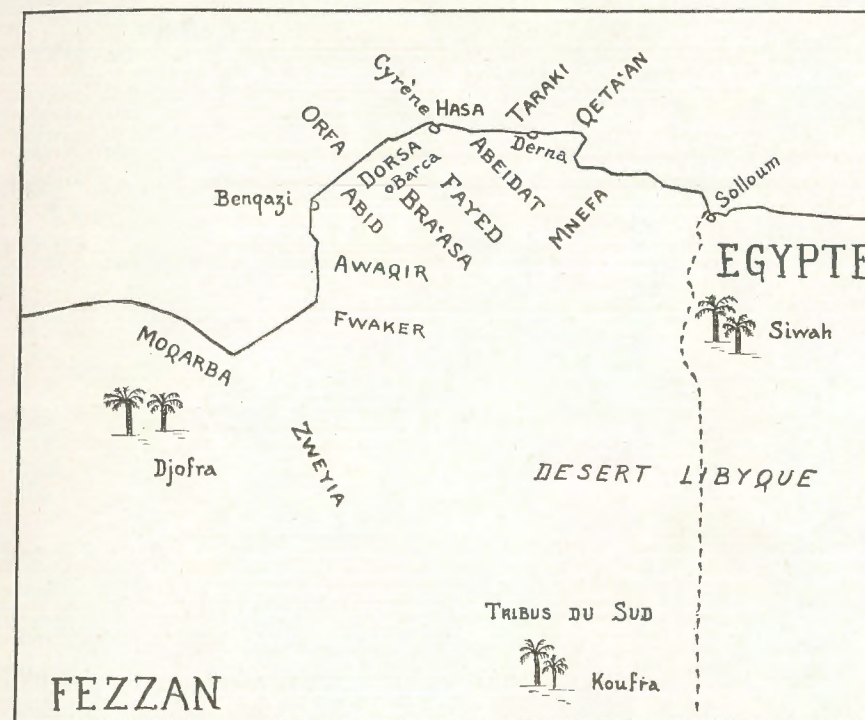 Cyrène
HASA
TARAKI
QETA'AN
ORFA
Derna
DORSA
Barca
ABEIDAT
Solloum
Benqazi
ABID
BRA'ASA
FAYED
MNEFA
EGYPTE
AWAQIR
FWAKER
Siwah
MOQARBA
Djofra
ZWEYIA
DESERT LIBYQUE
TRIBUS DU SUD
Koufra
FEZZAN